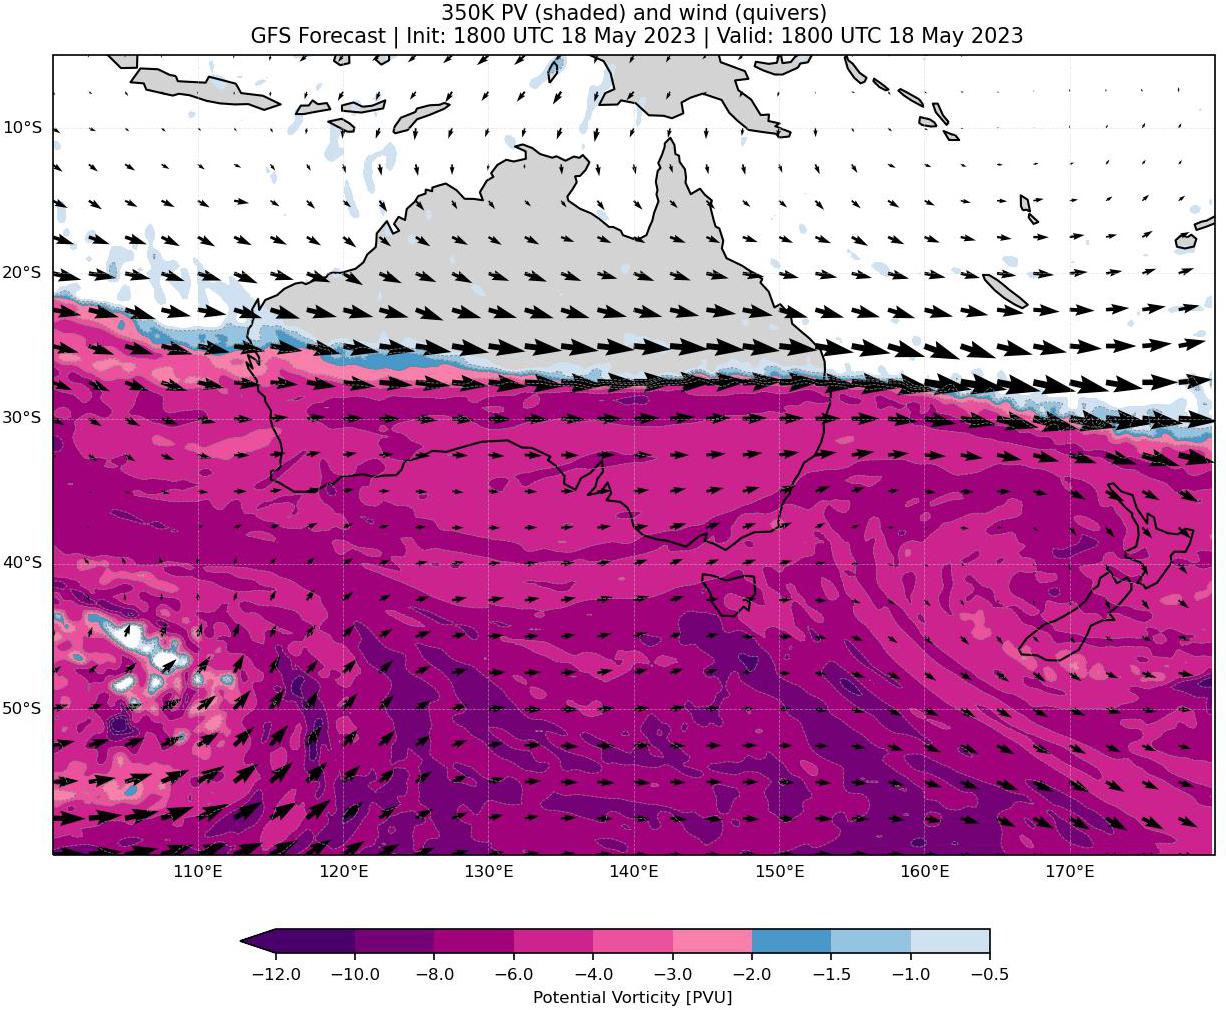 350K PV (shaded) and wind (quivers)
GFS Forecast | Init: 1800 UTC 18 May 2023 | Valid: 1800 UTC 18 May 2023
10°S
20°S
30°S
40°S
50°S
110°E 120°E 130°E 140°E 150°E 160°E 170°E
−12.0 −10.0 −8.0 −6.0 −4.0 −3.0 −2.0 −1.5 −1.0 −0.5
Potential Vorticity [PVU]